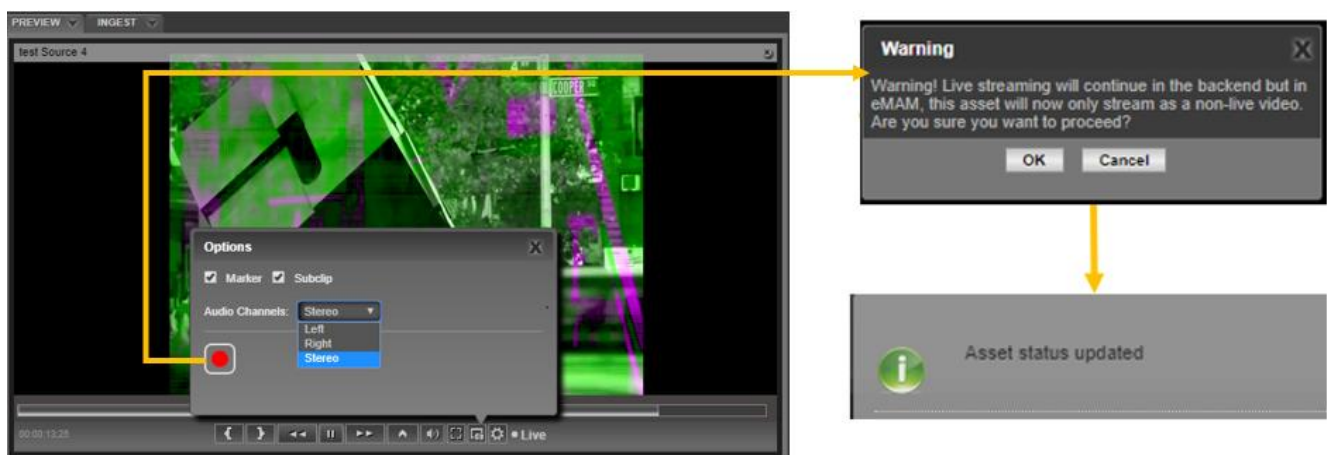 PREVIEW
INGEST
test Source 4
COOPER
Options
Marker
Subclip
Audio Channels: Stereo
Left
Right
Stereo
00:00:13;25
Live
Warning
Warning! Live streaming will continue in the backend but in
eMAM, this asset will now only stream as a non-live video.
Are you sure you want to proceed?
OK
Cancel
Asset status updated